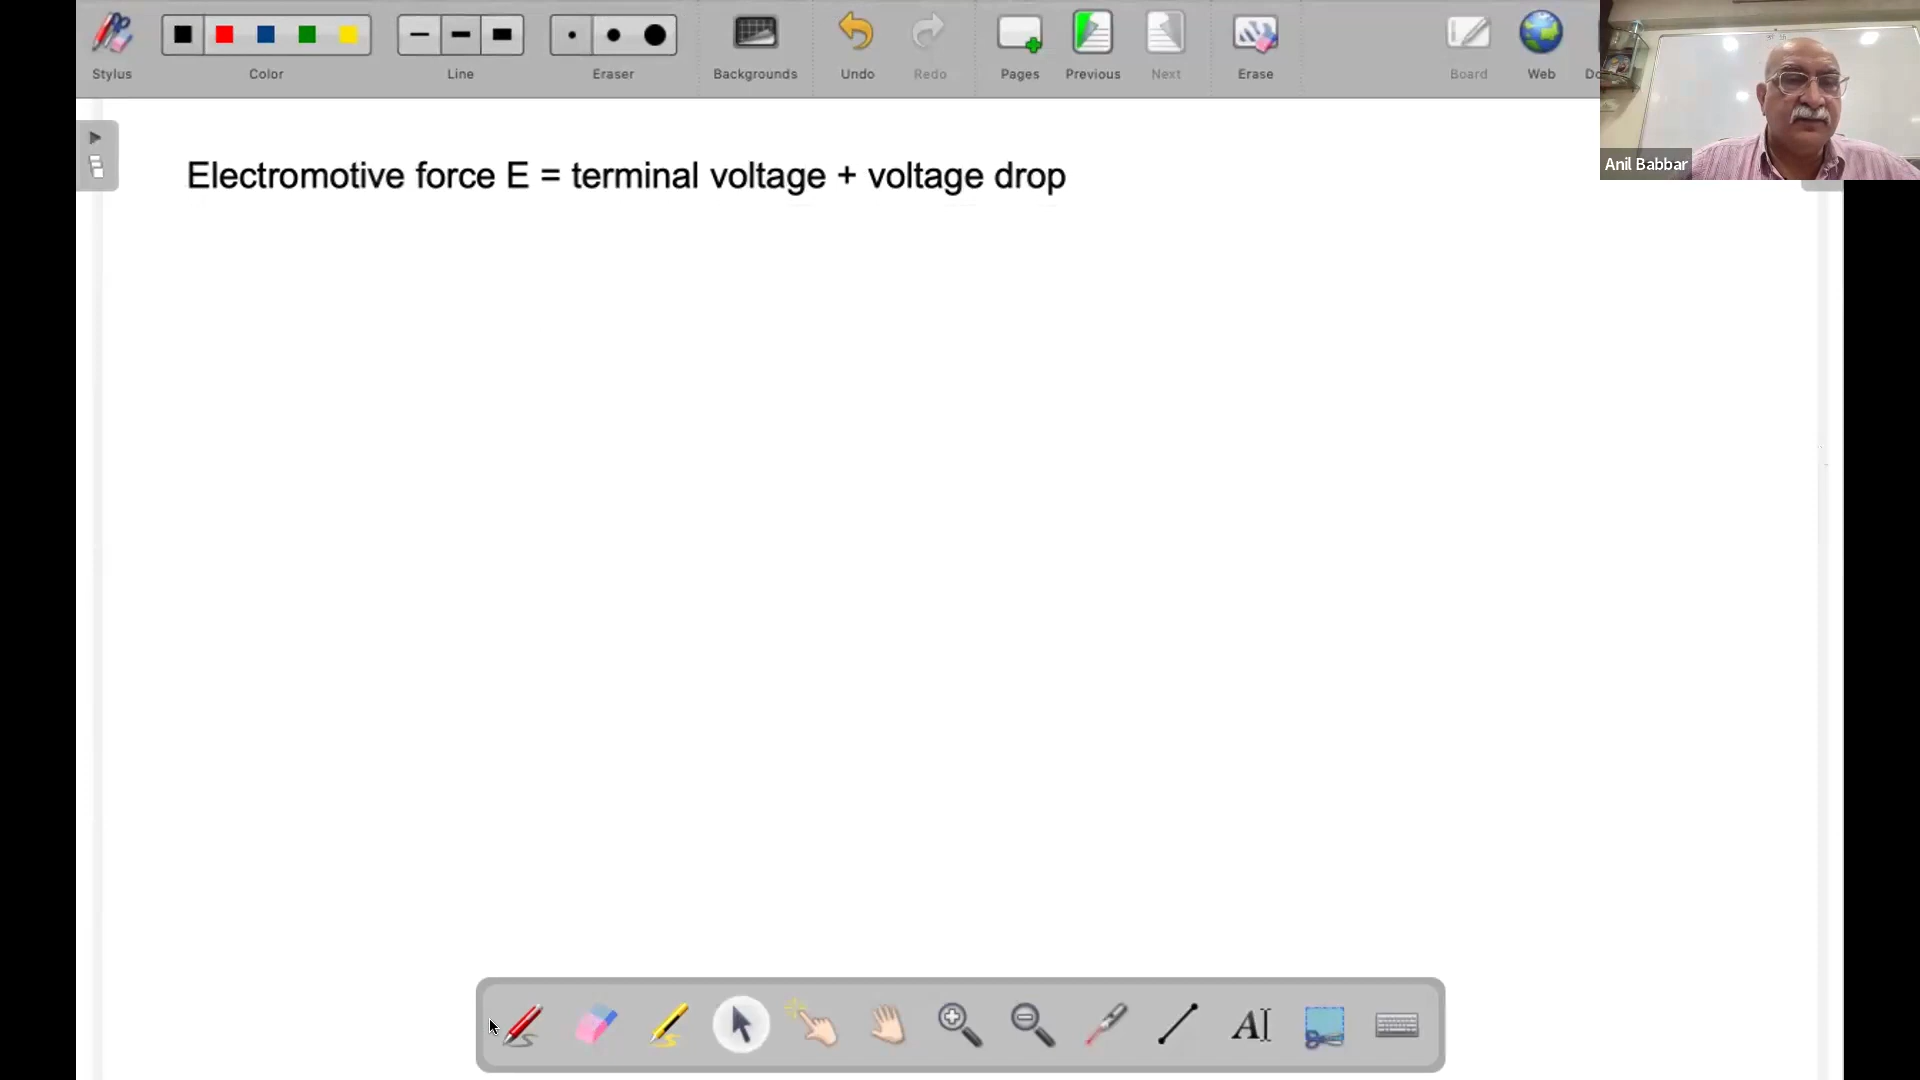 Stylus Color Line Eraser Backgrounds Undo Redo Pages Previous Next Erase Board Web
Anil Babbar
Electromotive force E = terminal voltage + voltage drop
A